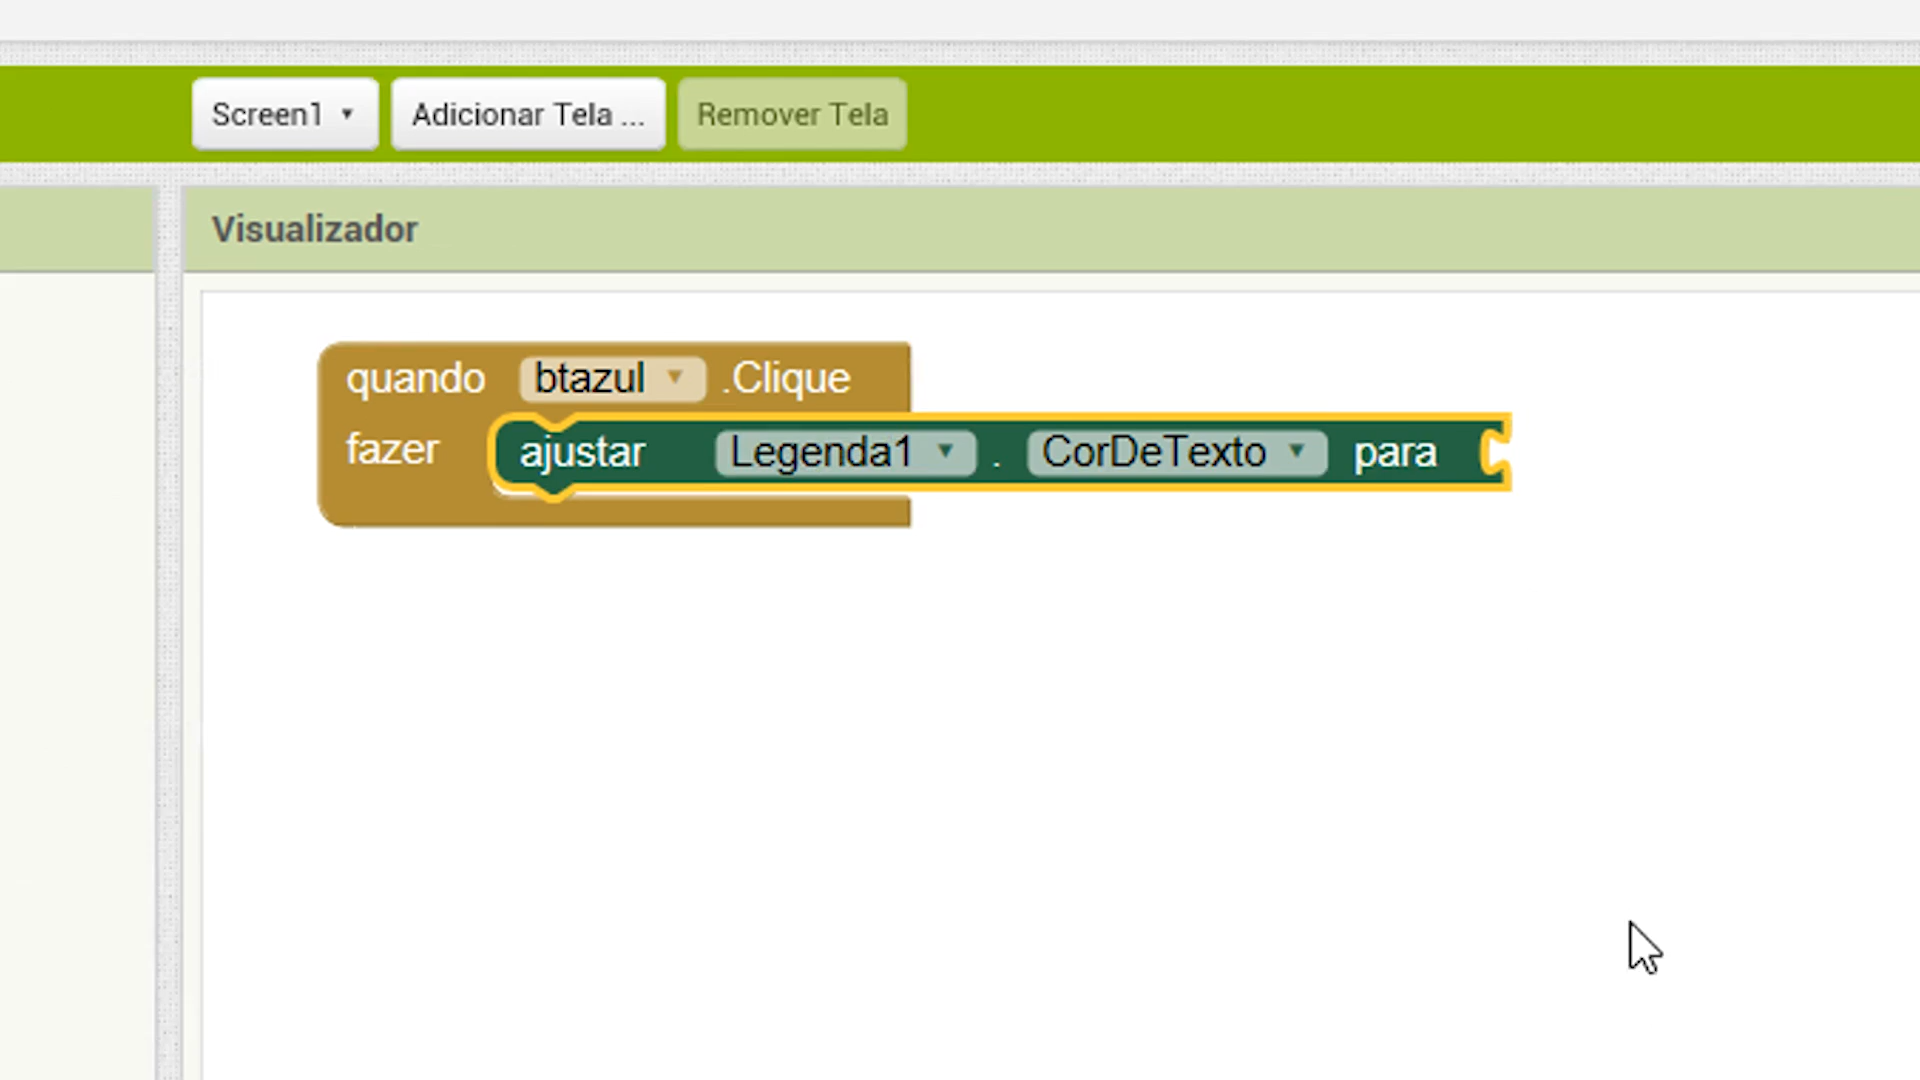 Screen1 Adicionar Tela ... Remover Tela
Visualizador
quando btazul .Clique
fazer ajustar Legenda1 . CorDeTexto para